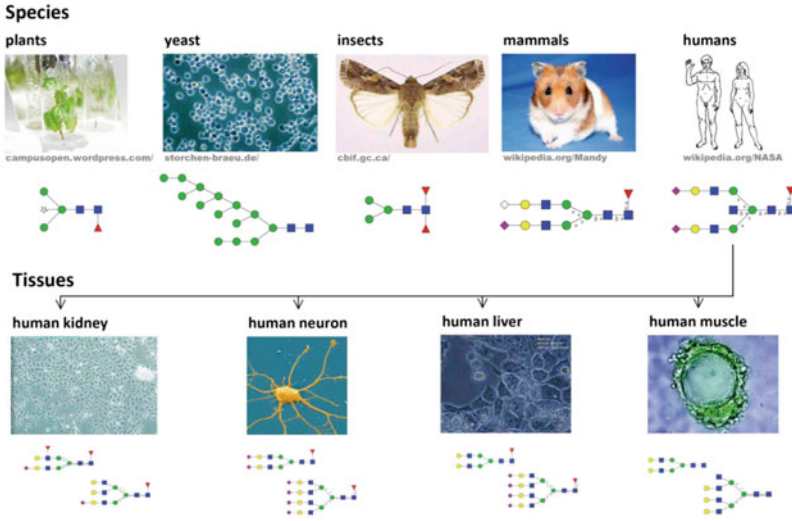 Species
plants
yeast
insects
mammals
humans
campusopen.wordpress.com/
storchen-braeu.de/
cbif.gc.ca/
wikipedia.org/Mandy
wikipedia.org/NASA
Tissues
human kidney
human neuron
human liver
human muscle